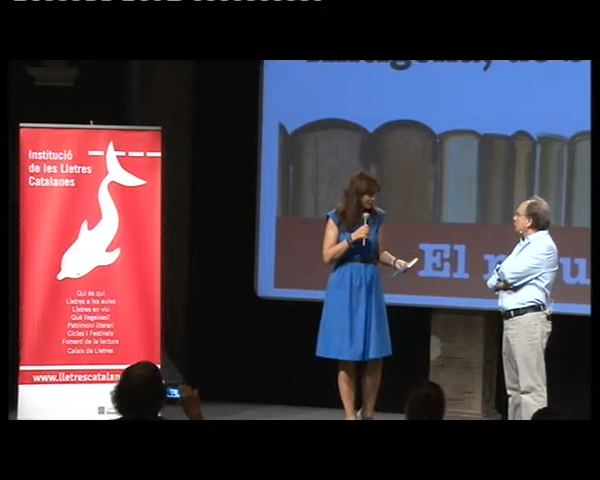 Institució
de les Lletres
Catalanes
Qui és qui
Lletres a les aules
Lletres en viu
Què llegeixes?
Patrimoni literari
Cicles i Festivals
Foment de la lectura
Calaix de Lletres
www.lletrescatalan
El